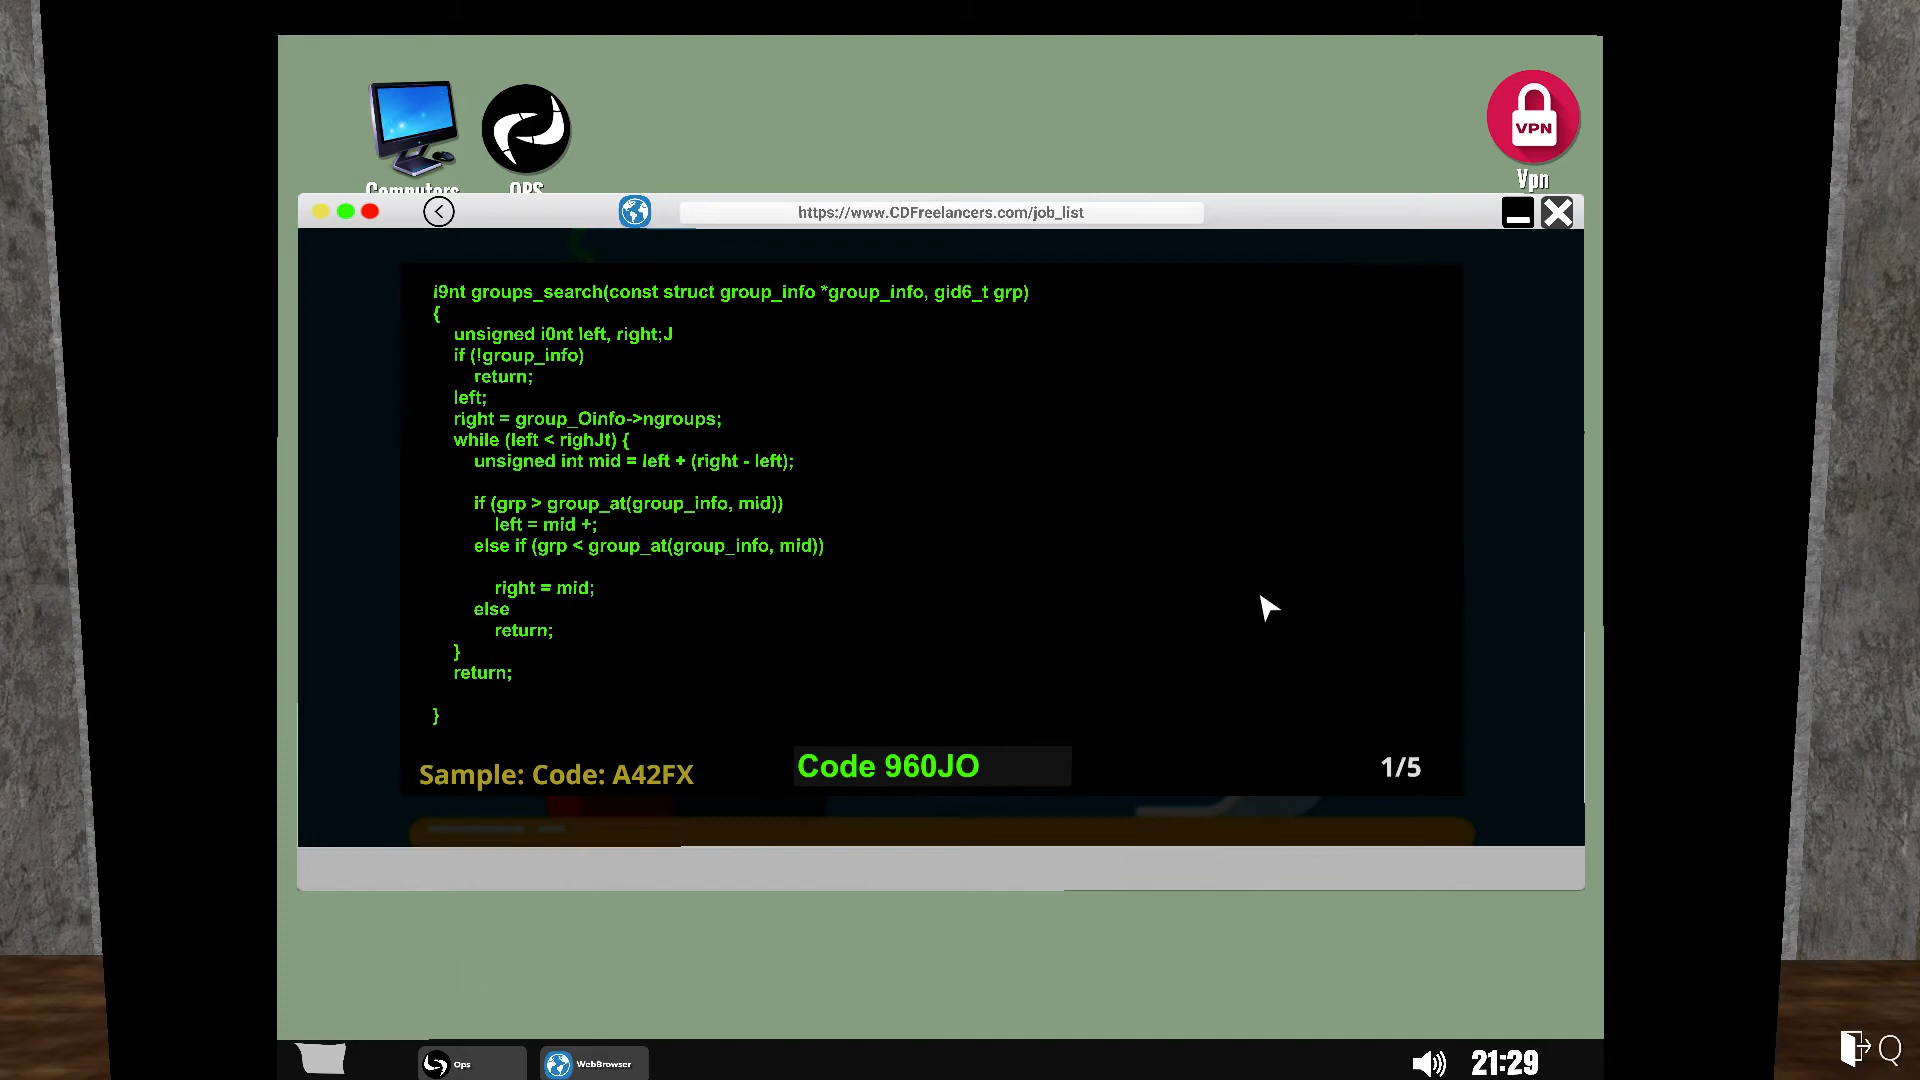 Computers
OPS
VPN
Vpn
https://www.CDFreelancers.com/job_list
i9nt groups_search(const struct group_info *group_info, gid6_t grp)
{
unsigned i0nt left, right;J
if (!group_info)
return;
left;
right = group_Oinfo->ngroups;
while (left < righJt) {
unsigned int mid = left + (right - left);
if (grp > group_at(group_info, mid))
left = mid +;
else if (grp < group_at(group_info, mid))
right = mid;
else
return;
}
return;
}
Sample: Code: A42FX
Code 960JO
1/5
Ops
WebBrowser
21:29
Q